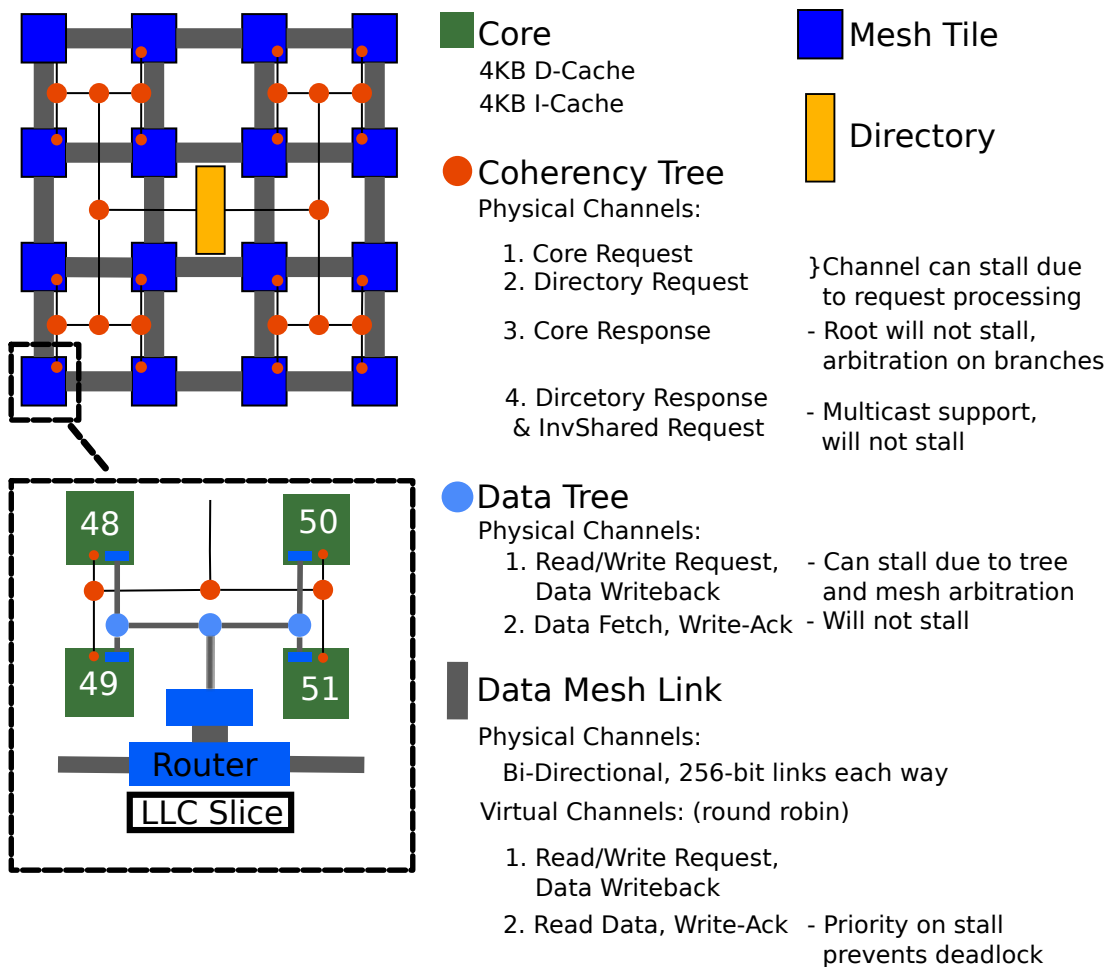 Core
4KB D-Cache
4KB I-Cache
Mesh Tile
Directory
Coherency Tree
Physical Channels:
1. Core Request
2. Directory Request
}Channel can stall due
to request processing
3. Core Response
- Root will not stall,
arbitration on branches
4. Dircetory Response
& InvShared Request
- Multicast support,
will not stall
48
50
49
51
Router
LLC Slice
Data Tree
Physical Channels:
1. Read/Write Request,
Data Writeback
- Can stall due to tree
and mesh arbitration
2. Data Fetch, Write-Ack
- Will not stall
Data Mesh Link
Physical Channels:
Bi-Directional, 256-bit links each way
Virtual Channels: (round robin)
1. Read/Write Request,
Data Writeback
2. Read Data, Write-Ack
- Priority on stall
prevents deadlock